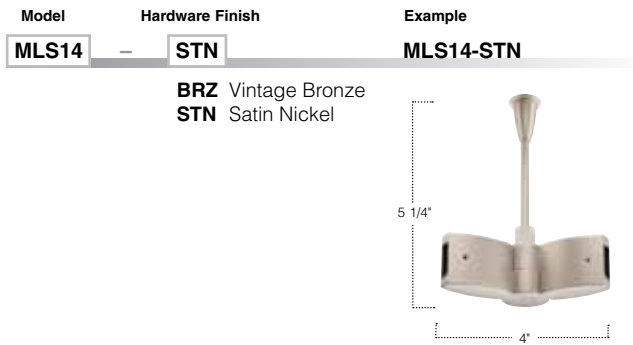 Model Hardware Finish Example
MLS14 – STN MLS14-STN
BRZ Vintage Bronze
STN Satin Nickel
5 1/4"
4"